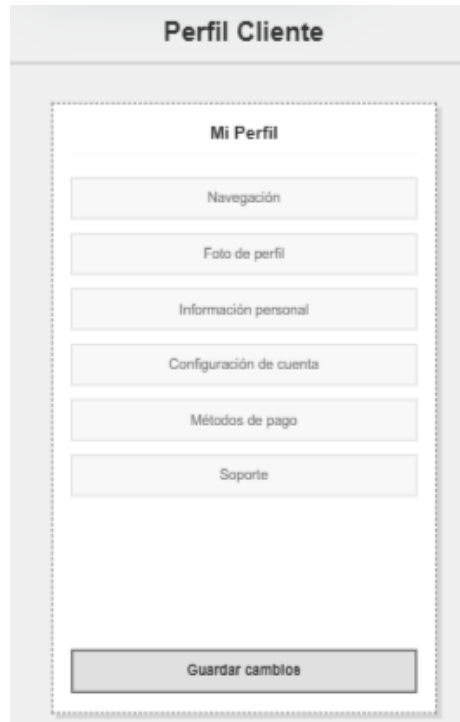 Perfil Cliente
Mi Perfil
Navegación
Foto de perfil
Información personal
Configuración de cuenta
Métodos de pago
Soporte
Guardar cambios